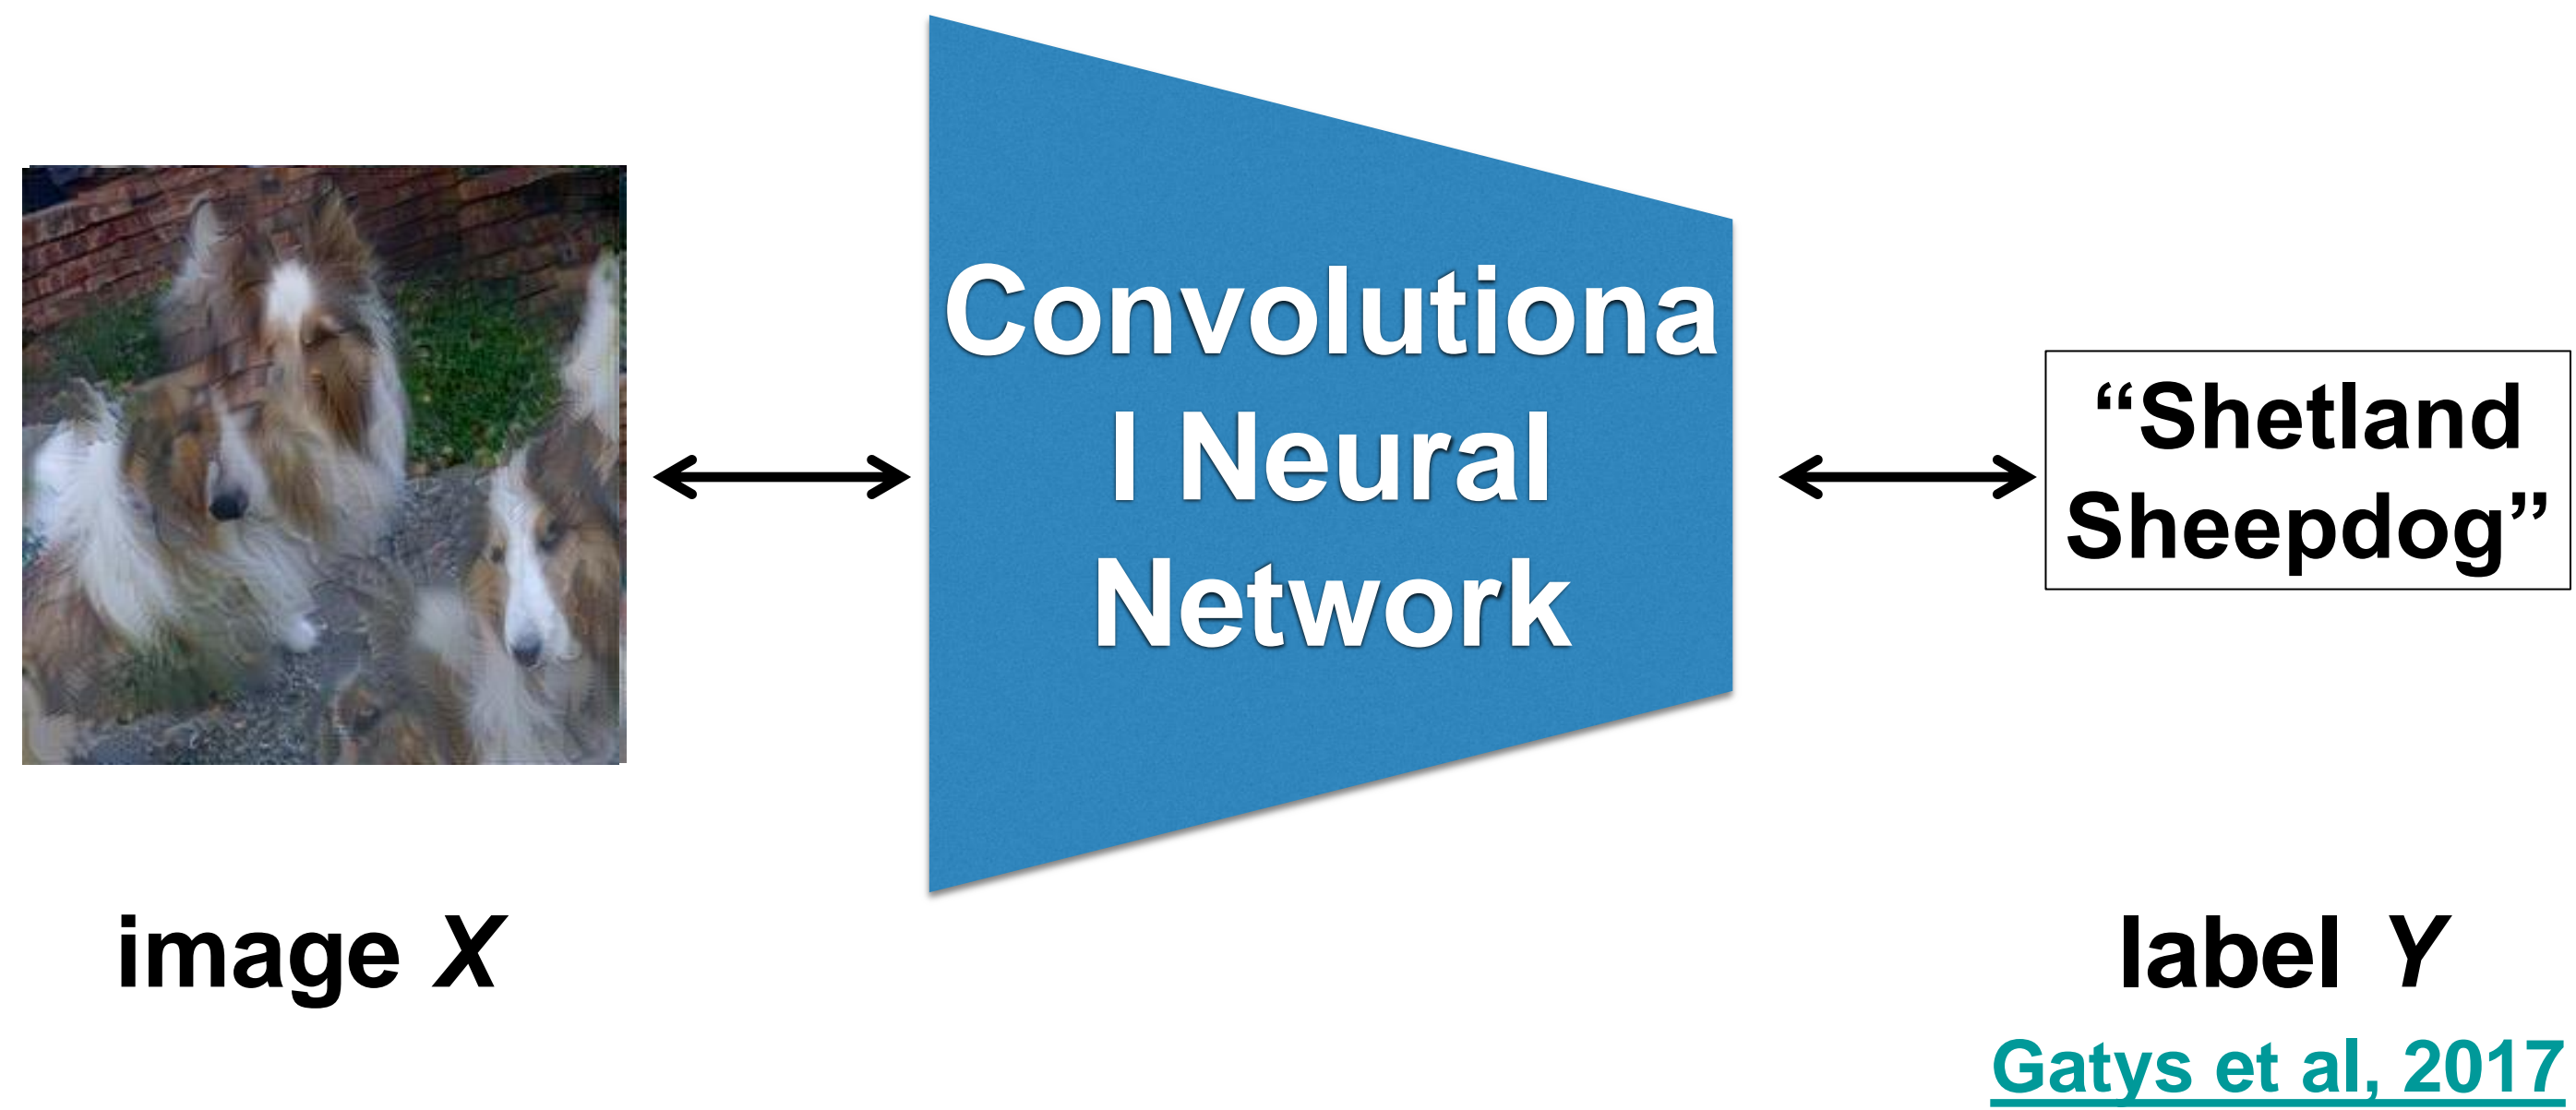 Convolutiona
l Neural
Network
“Shetland
Sheepdog”
image X
label Y
Gatys et al, 2017